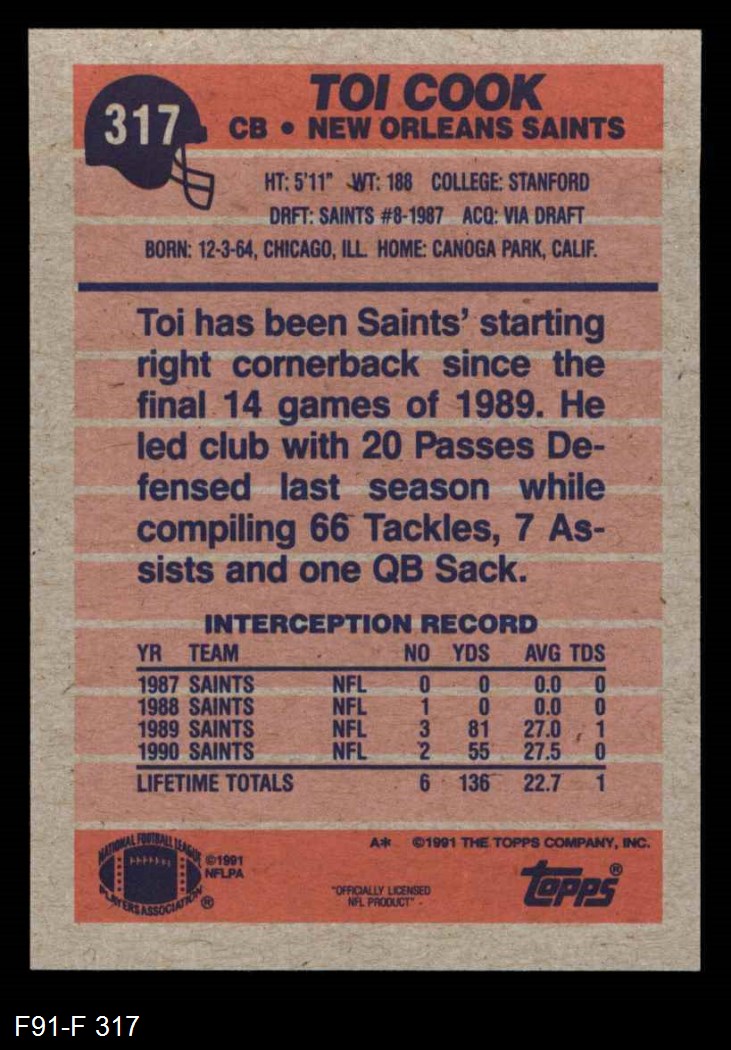 317
TOI COOK
CB • NEW ORLEANS SAINTS
HT: 5'11" WT: 188 COLLEGE: STANFORD
DRFT: SAINTS #8-1987 ACQ: VIA DRAFT
BORN: 12-3-64, CHICAGO, ILL. HOME: CANOGA PARK, CALIF.
Toi has been Saints' starting
right cornerback since the
final 14 games of 1989. He
led club with 20 Passes De-
fensed last season while
compiling 66 Tackles, 7 As-
sists and one QB Sack.
INTERCEPTION RECORD
YR TEAM NO YDS AVG TDS
1987 SAINTS NFL 0 0 0.0 0
1988 SAINTS NFL 1 0 0.0 0
1989 SAINTS NFL 3 81 27.0 1
1990 SAINTS NFL 2 55 27.5 0
LIFETIME TOTALS 6 136 22.7 1
NATIONAL FOOTBALL LEAGUE
PLAYERS ASSOCIATION ®
©1991
NFLPA
A* ©1991 THE TOPPS COMPANY, INC.
"OFFICIALLY LICENSED
NFL PRODUCT"
topps®
F91-F 317